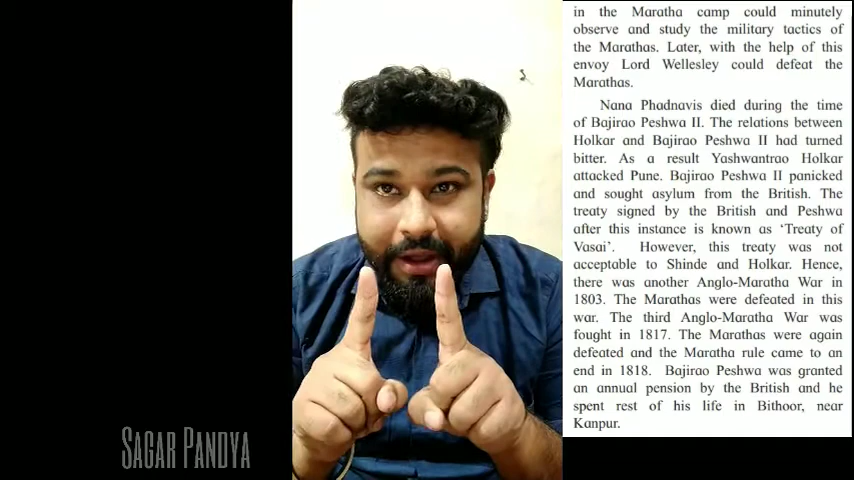 in the Maratha camp could minutely
observe and study the military tactics of
the Marathas. Later, with the help of this
envoy Lord Wellesley could defeat the
Marathas.
Nana Phadnavis died during the time
of Bajirao Peshwa II. The relations between
Holkar and Bajirao Peshwa II had turned
bitter. As a result Yashwantrao Holkar
attacked Pune. Bajirao Peshwa II panicked
and sought asylum from the British. The
treaty signed by the British and Peshwa
after this instance is known as ‘Treaty of
Vasai’. However, this treaty was not
acceptable to Shinde and Holkar. Hence,
there was another Anglo-Maratha War in
1803. The Marathas were defeated in this
war. The third Anglo-Maratha War was
fought in 1817. The Marathas were again
defeated and the Maratha rule came to an
end in 1818. Bajirao Peshwa was granted
an annual pension by the British and he
spent rest of his life in Bithoor, near
Kanpur.
SAGAR PANDYA